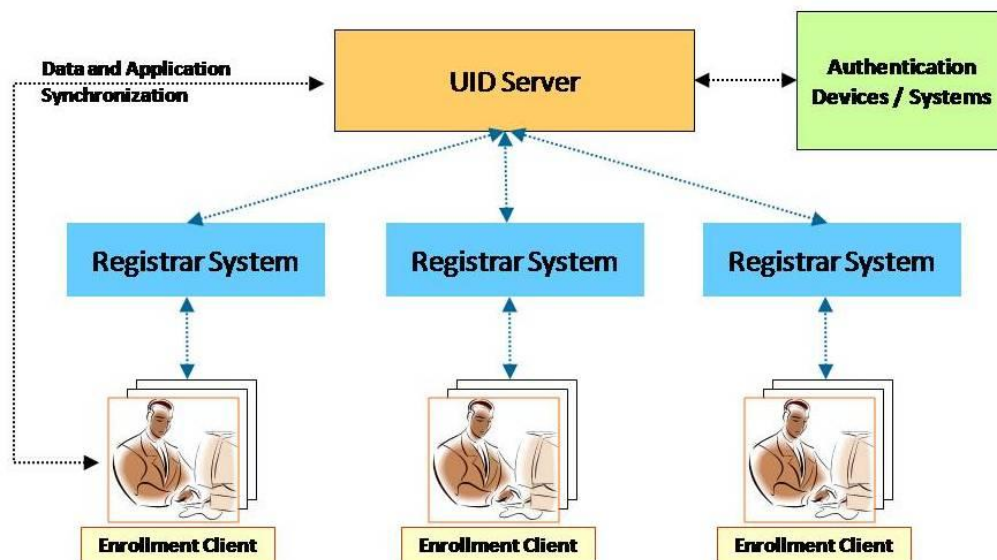 Data and Application
Synchronization
UID Server
Authentication
Devices / Systems
Registrar System
Registrar System
Registrar System
Enrollment Client
Enrollment Client
Enrollment Client